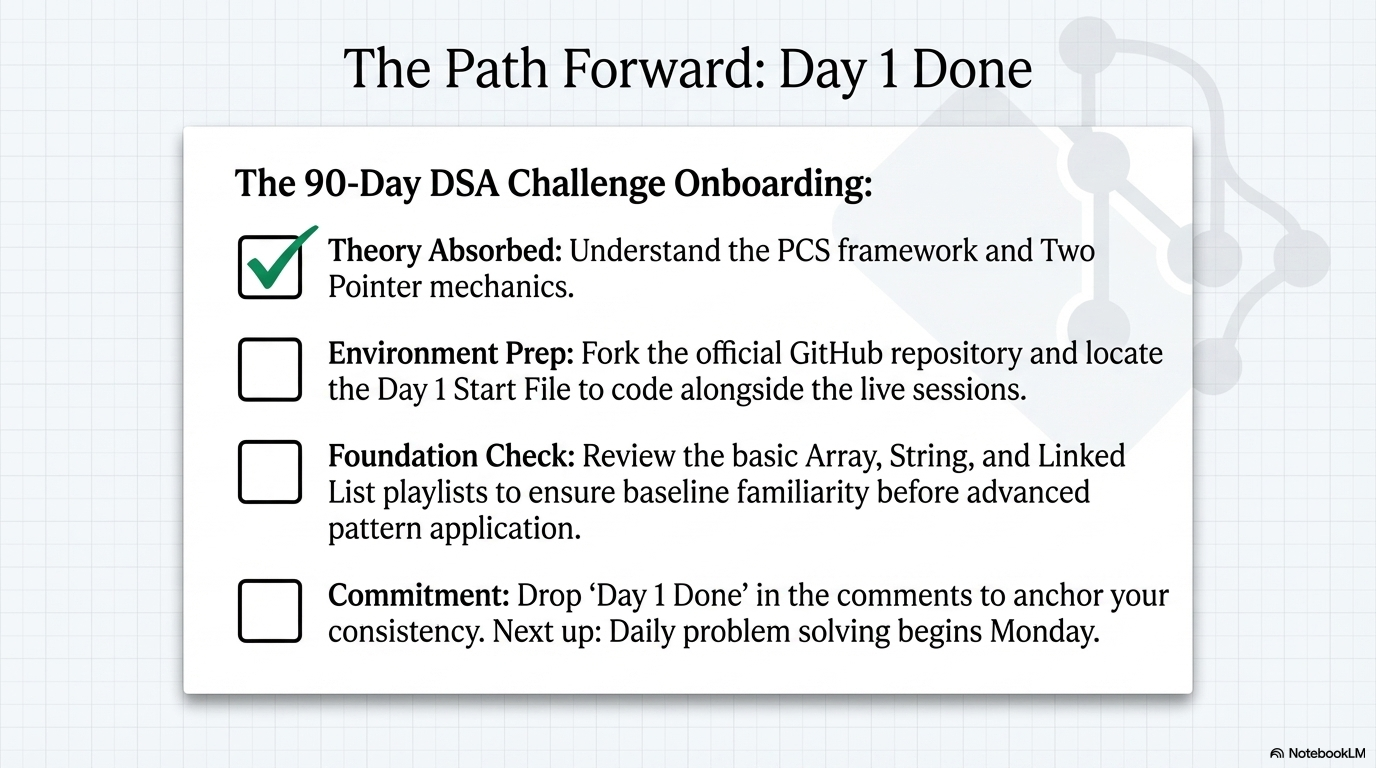 The Path Forward: Day 1 Done
The 90-Day DSA Challenge Onboarding:
Theory Absorbed: Understand the PCS framework and Two
Pointer mechanics.
Environment Prep: Fork the official GitHub repository and locate
the Day 1 Start File to code alongside the live sessions.
Foundation Check: Review the basic Array, String, and Linked
List playlists to ensure baseline familiarity before advanced
pattern application.
Commitment: Drop ‘Day 1 Done’ in the comments to anchor your
consistency. Next up: Daily problem solving begins Monday.
NotebookLM